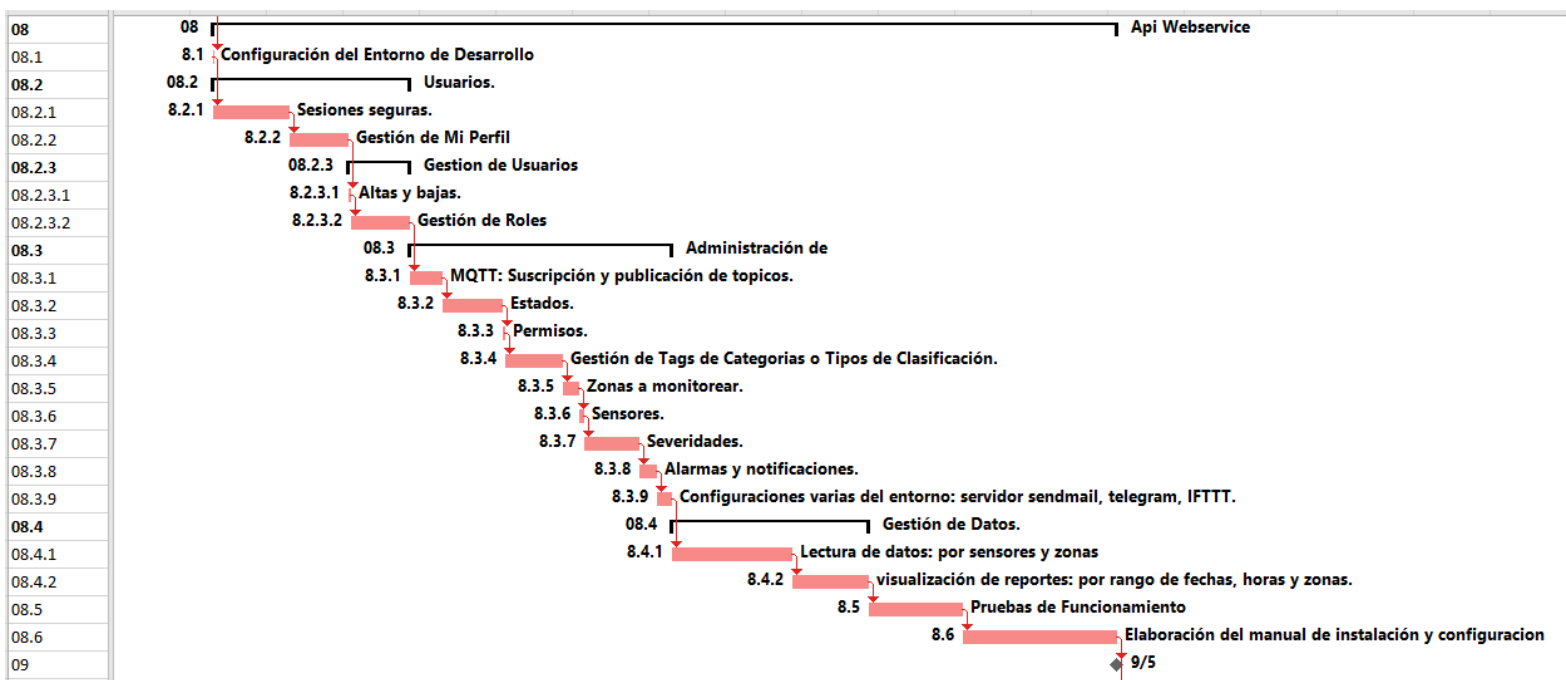 08 08 Api Webservice
08.1 8.1 Configuración del Entorno de Desarrollo
08.2 08.2 Usuarios.
08.2.1 8.2.1 Sesiones seguras.
08.2.2 8.2.2 Gestión de Mi Perfil
08.2.3 08.2.3 Gestion de Usuarios
08.2.3.1 8.2.3.1 Altas y bajas.
08.2.3.2 8.2.3.2 Gestión de Roles
08.3 08.3 Administración de
08.3.1 8.3.1 MQTT: Suscripción y publicación de topicos.
08.3.2 8.3.2 Estados.
08.3.3 8.3.3 Permisos.
08.3.4 8.3.4 Gestión de Tags de Categorias o Tipos de Clasificación.
08.3.5 8.3.5 Zonas a monitorear.
08.3.6 8.3.6 Sensores.
08.3.7 8.3.7 Severidades.
08.3.8 8.3.8 Alarmas y notificaciones.
08.3.9 8.3.9 Configuraciones varias del entorno: servidor sendmail, telegram, IFTTT.
08.4 08.4 Gestión de Datos.
08.4.1 8.4.1 Lectura de datos: por sensores y zonas
08.4.2 8.4.2 visualización de reportes: por rango de fechas, horas y zonas.
08.5 8.5 Pruebas de Funcionamiento
08.6 8.6 Elaboración del manual de instalación y configuracion
09 9/5